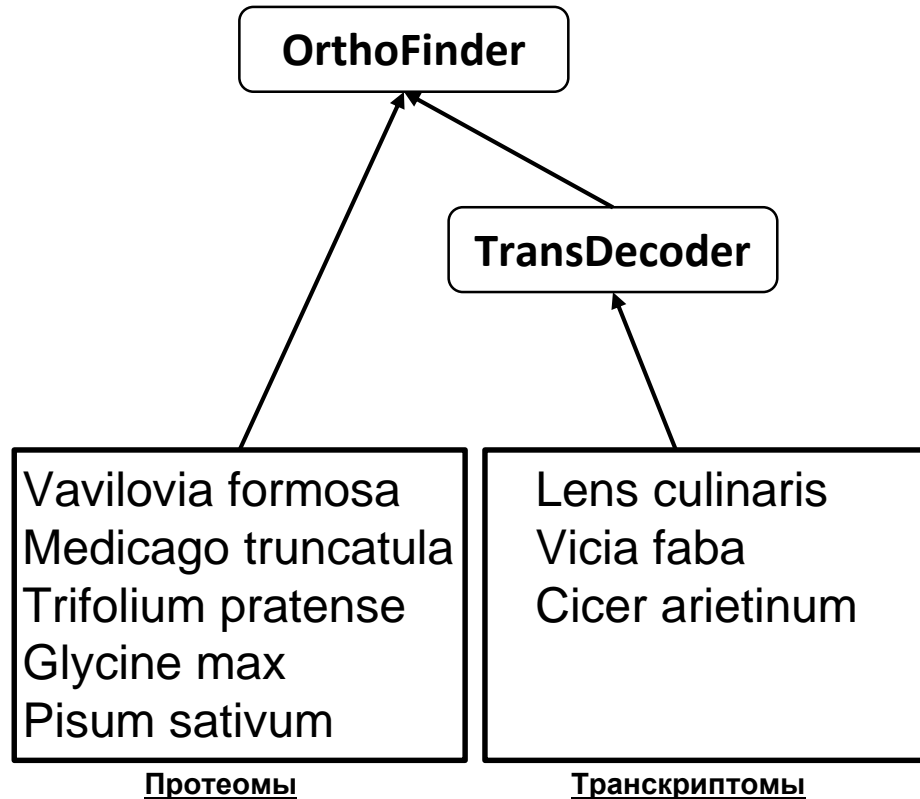 OrthoFinder
TransDecoder
Vavilovia formosa
Medicago truncatula
Trifolium pratense
Glycine max
Pisum sativum
Lens culinaris
Vicia faba
Cicer arietinum
Протеомы
Транскриптомы